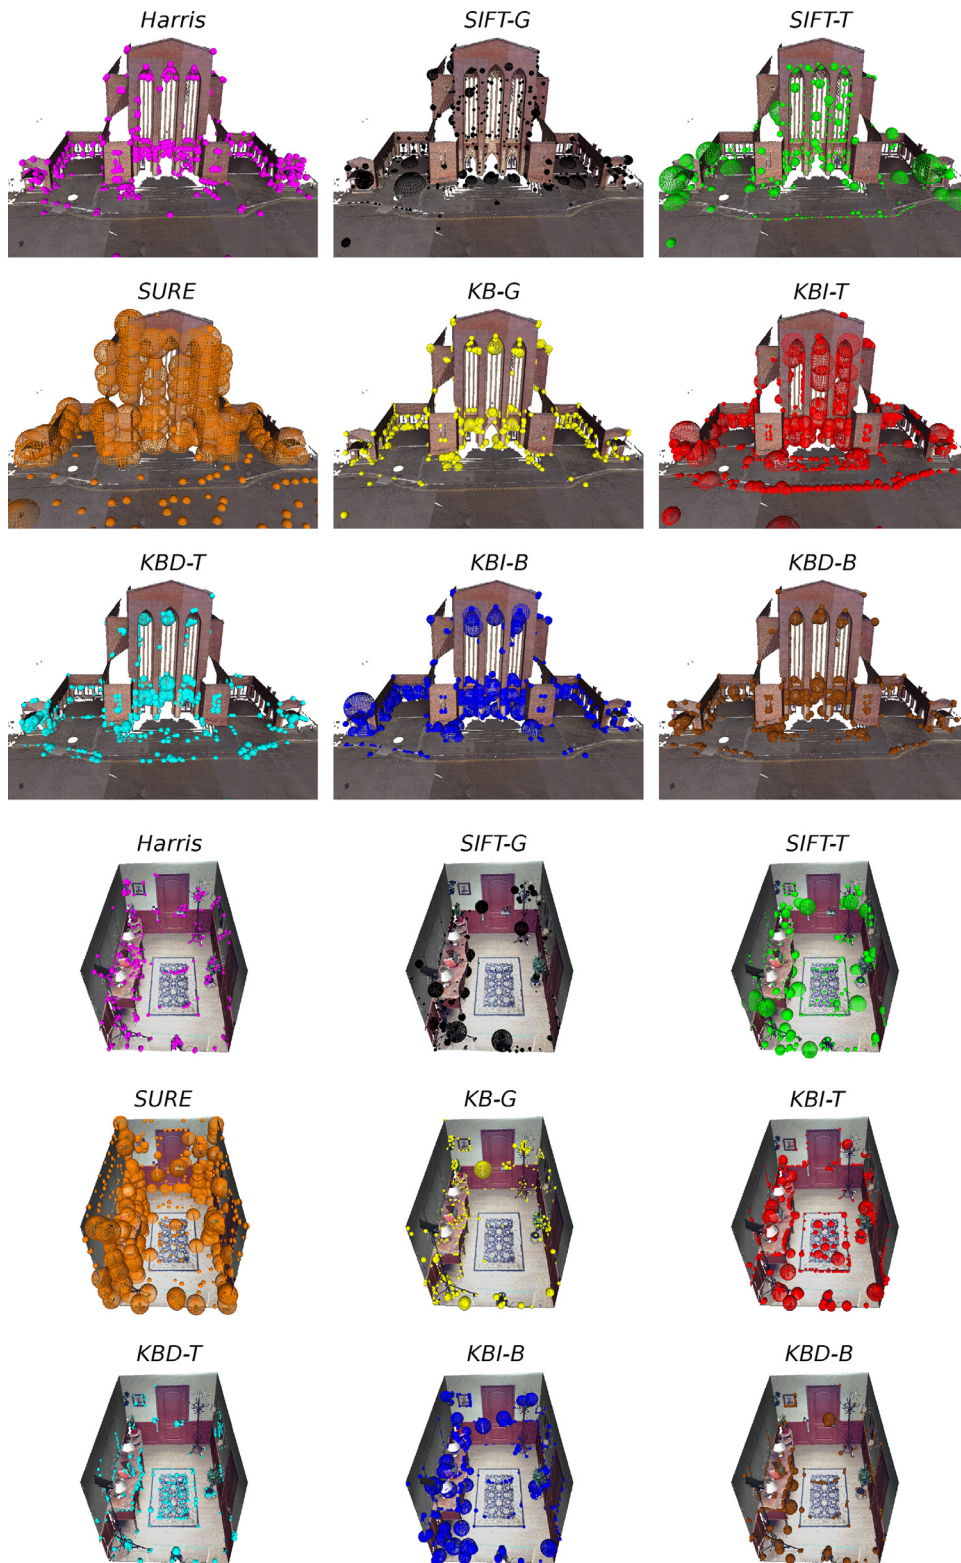 Harris SIFT-G SIFT-T
SURE KB-G KBI-T
KBD-T KBI-B KBD-B
Harris SIFT-G SIFT-T
SURE KB-G KBI-T
KBD-T KBI-B KBD-B